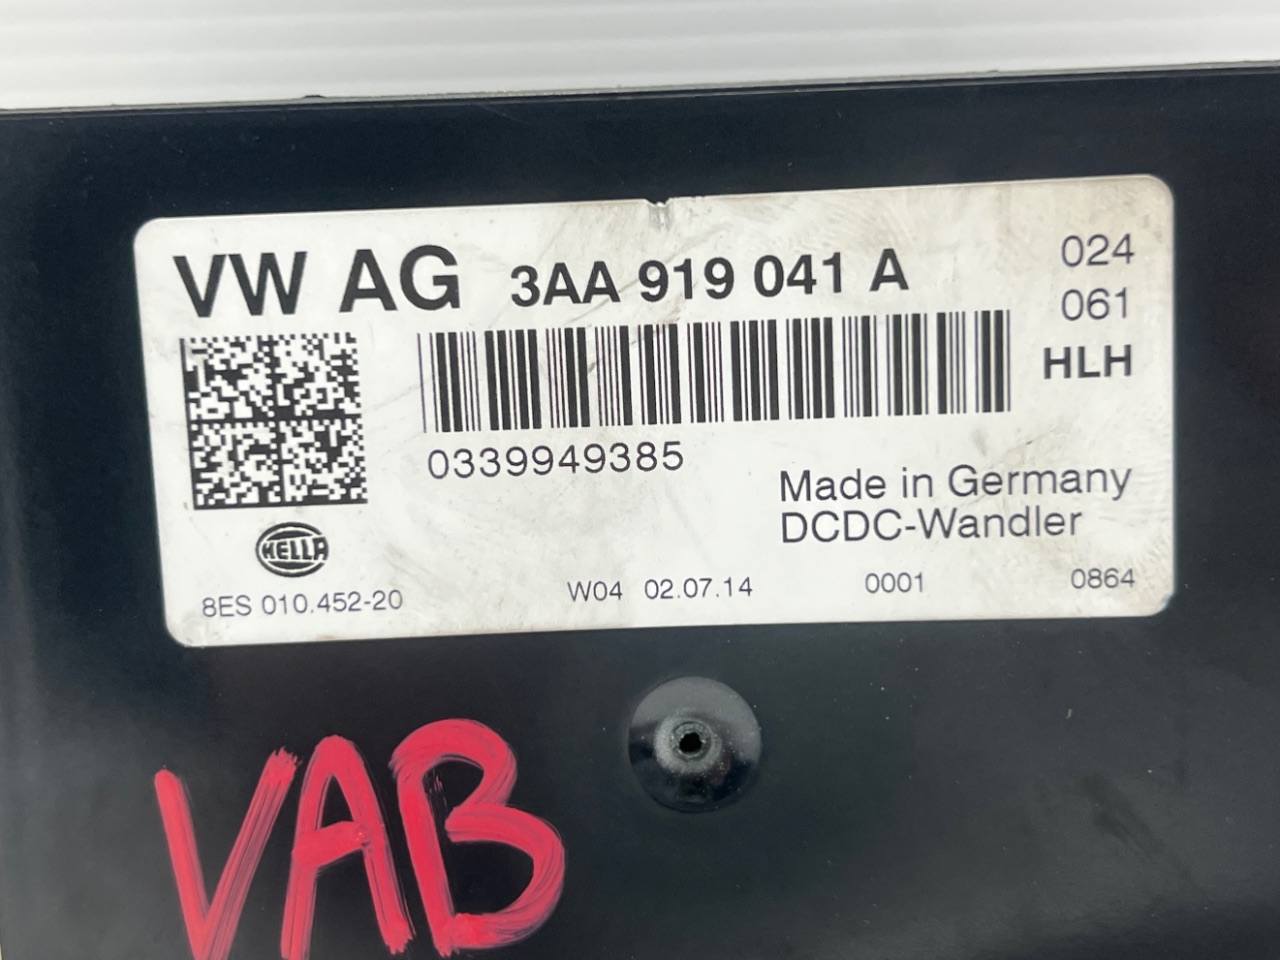 VW AG 3AA 919 041 A
024
061
HLH
0339949385
Made in Germany
DCDC-Wandler
HELLA
8ES 010.452-20
W04 02.07.14 0001 0864
VAB